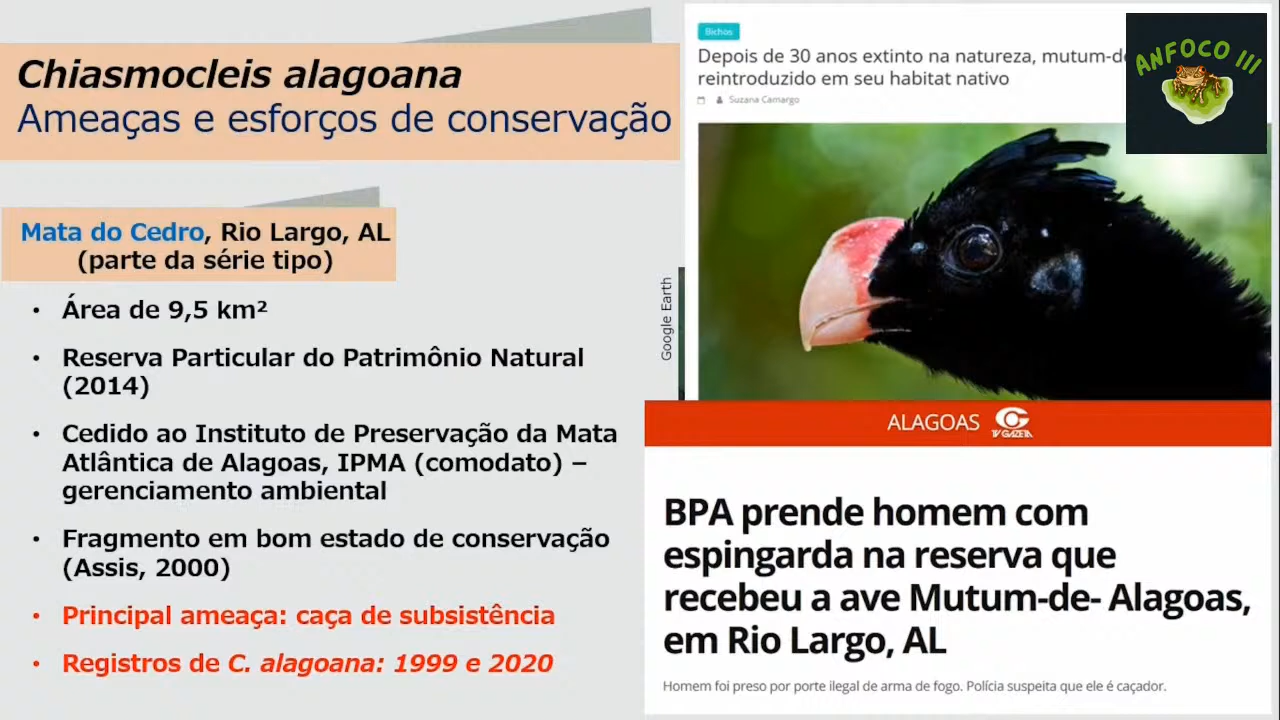 Chiasmocleis alagoana
Ameaças e esforços de conservação
Mata do Cedro, Rio Largo, AL
(parte da série tipo)
• Área de 9,5 km²
• Reserva Particular do Patrimônio Natural
(2014)
• Cedido ao Instituto de Preservação da Mata
Atlântica de Alagoas, IPMA (comodato) –
gerenciamento ambiental
• Fragmento em bom estado de conservação
(Assis, 2000)
• Principal ameaça: caça de subsistência
• Registros de C. alagoana: 1999 e 2020
Google Earth
Bichos
Depois de 30 anos extinto na natureza, mutum-d
reintroduzido em seu habitat nativo
Suzana Camargo
ANFOCO III
ALAGOAS TV GAZETA
BPA prende homem com
espingarda na reserva que
recebeu a ave Mutum-de- Alagoas,
em Rio Largo, AL
Homem foi preso por porte ilegal de arma de fogo. Polícia suspeita que ele é caçador.